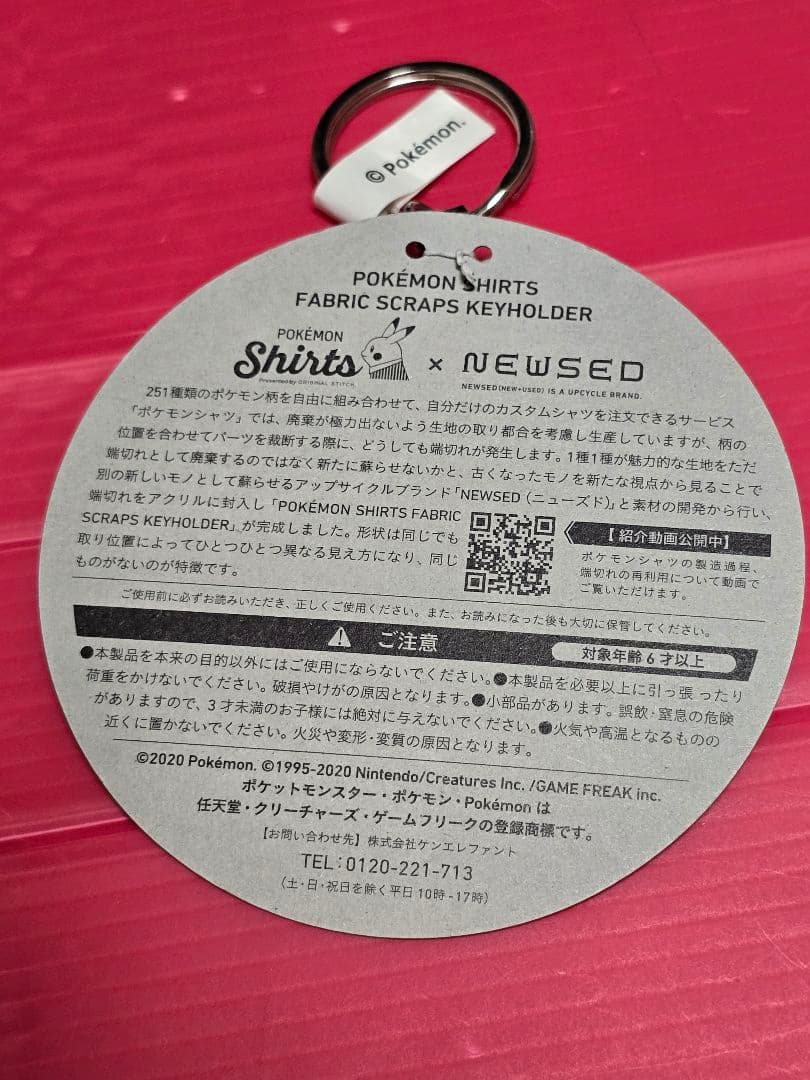 © Pokémon.
POKÉMON SHIRTS
FABRIC SCRAPS KEYHOLDER
POKÉMON
Shirts × NEWSED
Presented by ORIGINAL STITCH
NEWSED(NEW+USED) IS A UPCYCLE BRAND.
251種類のポケモン柄を自由に組み合わせて、自分だけのカスタムシャツを注文できるサービス
「ポケモンシャツ」では、廃棄が極力出ないよう生地の取り都合を考慮し生産していますが、柄の
位置を合わせてパーツを裁断する際に、どうしても端切れが発生します。1種1種が魅力的な生地をただ
端切れとして廃棄するのではなく新たに蘇らせないかと、古くなったモノを新たな視点から見ることで
別の新しいモノとして蘇らせるアップサイクルブランド「NEWSED（ニューズド）」と素材の開発から行い、
端切れをアクリルに封入し「POKÉMON SHIRTS FABRIC
SCRAPS KEYHOLDER」が完成しました。形状は同じでも
取り位置によってひとつひとつ異なる見え方になり、同じ
ものがないのが特徴です。
【紹介動画公開中】
ポケモンシャツの製造過程、
端切れの再利用について動画で
ご覧いただけます。
ご使用前に必ずお読みいただき、正しくご使用ください。また、お読みになった後も大切に保管してください。
ご注意 対象年齢6才以上
●本製品を本来の目的以外にはご使用にならないでください。●本製品を必要以上に引っ張ったり
荷重をかけないでください。破損やけがの原因となります。●小部品があります。誤飲・窒息の危険
がありますので、3才未満のお子様には絶対に与えないでください。●火気や高温となるものの
近くに置かないでください。火災や変形・変質の原因となります。
©2020 Pokémon. ©1995-2020 Nintendo/Creatures Inc. /GAME FREAK inc.
ポケットモンスター・ポケモン・Pokémon は
任天堂・クリーチャーズ・ゲームフリークの登録商標です。
【お問い合わせ先】株式会社ケンエレファント
TEL：0120-221-713
（土・日・祝日を除く平日10時-17時）